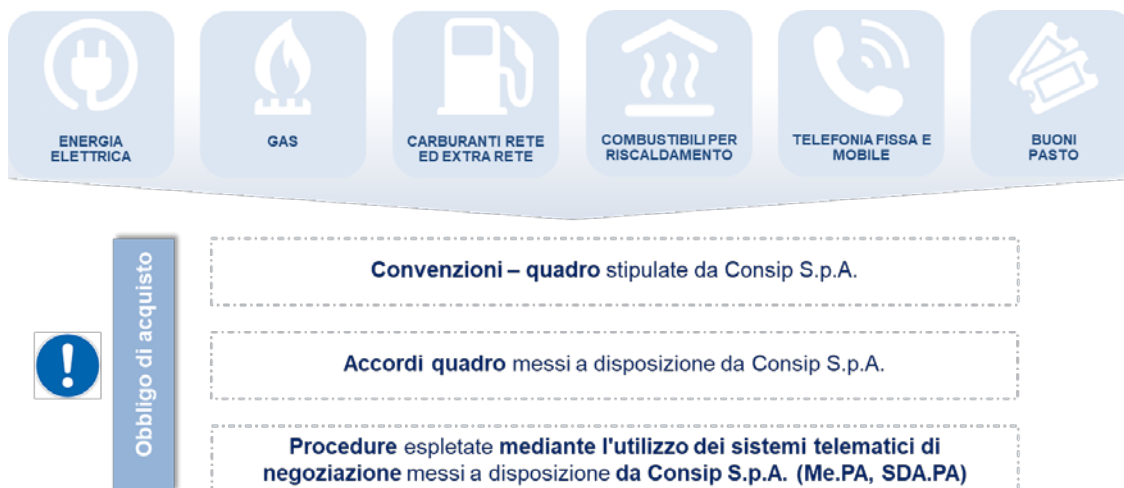 ENERGIA
ELETTRICA
GAS
CARBURANTI RETE
ED EXTRA RETE
COMBUSTIBILI PER
RISCALDAMENTO
TELEFONIA FISSA E
MOBILE
BUONI
PASTO
Obbligo di acquisto
Convenzioni – quadro stipulate da Consip S.p.A.
Accordi quadro messi a disposizione da Consip S.p.A.
Procedure espletate mediante l'utilizzo dei sistemi telematici di
negoziazione messi a disposizione da Consip S.p.A. (Me.PA, SDA.PA)